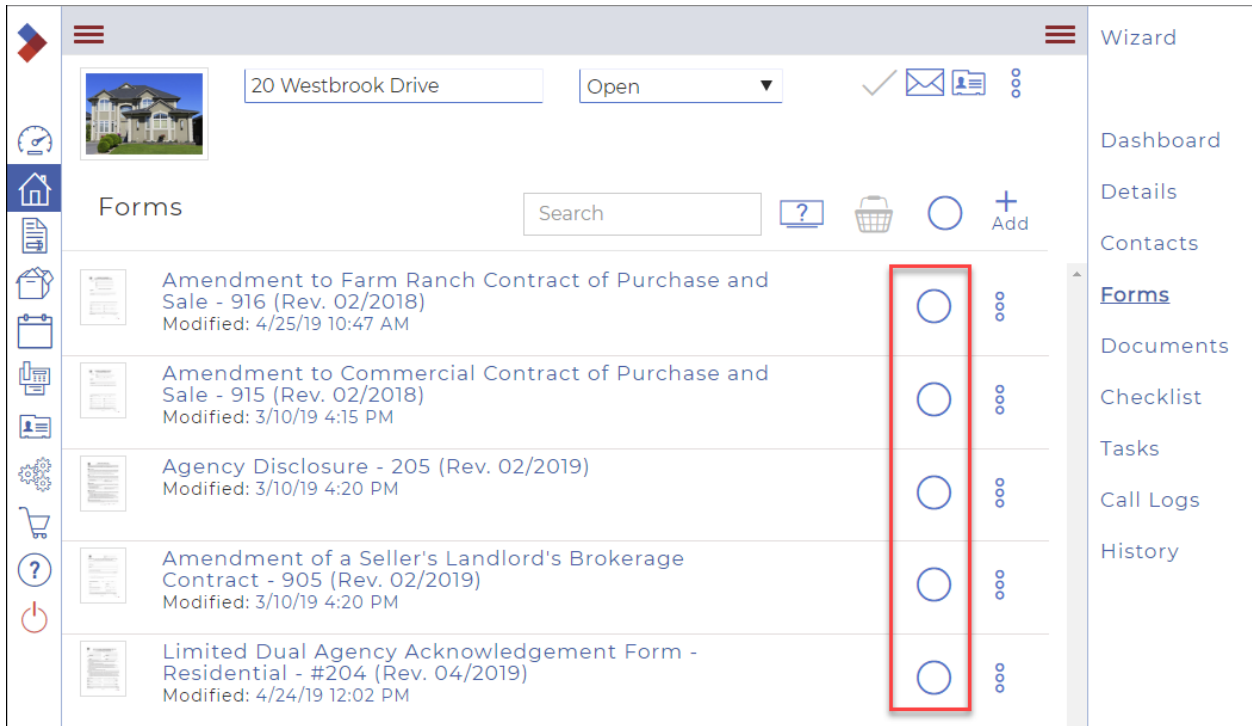 Wizard
20 Westbrook Drive
Open
Dashboard
Details
Contacts
Forms
Documents
Checklist
Tasks
Call Logs
History
Forms
Search
?
Add
Amendment to Farm Ranch Contract of Purchase and
Sale - 916 (Rev. 02/2018)
Modified: 4/25/19 10:47 AM
Amendment to Commercial Contract of Purchase and
Sale - 915 (Rev. 02/2018)
Modified: 3/10/19 4:15 PM
Agency Disclosure - 205 (Rev. 02/2019)
Modified: 3/10/19 4:20 PM
Amendment of a Seller's Landlord's Brokerage
Contract - 905 (Rev. 02/2019)
Modified: 3/10/19 4:20 PM
Limited Dual Agency Acknowledgement Form -
Residential - #204 (Rev. 04/2019)
Modified: 4/24/19 12:02 PM
?